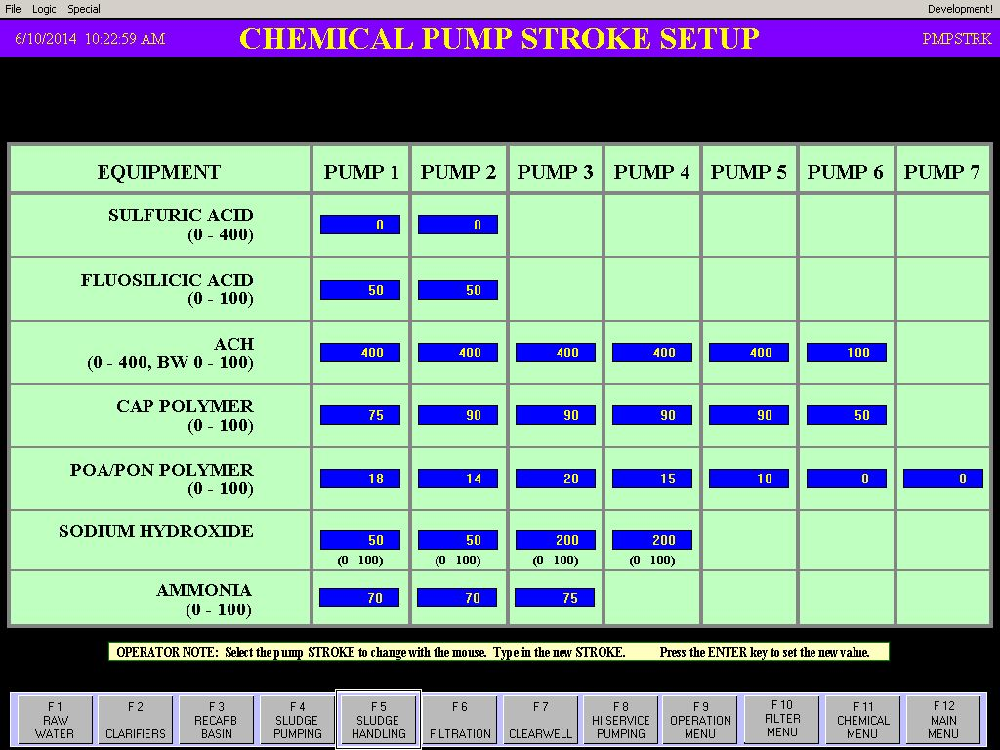 File Logic Special Development!
6/10/2014 10:22:59 AM CHEMICAL PUMP STROKE SETUP PMPSTRK
EQUIPMENT PUMP 1 PUMP 2 PUMP 3 PUMP 4 PUMP 5 PUMP 6 PUMP 7
SULFURIC ACID
(0 - 400) 0 0
FLUOSILICIC ACID
(0 - 100) 50 50
ACH
(0 - 400, BW 0 - 100) 400 400 400 400 400 100
CAP POLYMER
(0 - 100) 75 90 90 90 90 50
POA/PON POLYMER
(0 - 100) 18 14 20 15 10 0 0
SODIUM HYDROXIDE 50 50 200 200
(0 - 100) (0 - 100) (0 - 100) (0 - 100)
AMMONIA
(0 - 100) 70 70 75
OPERATOR NOTE: Select the pump STROKE to change with the mouse. Type in the new STROKE. Press the ENTER key to set the new value.
F 1 F 2 F 3 F 4 F 5 F 6 F 7 F 8 F 9 F 10 F 11 F 12
RAW RECARB SLUDGE SLUDGE HI SERVICE OPERATION FILTER CHEMICAL MAIN
WATER CLARIFIERS BASIN PUMPING HANDLING FILTRATION CLEARWELL PUMPING MENU MENU MENU MENU